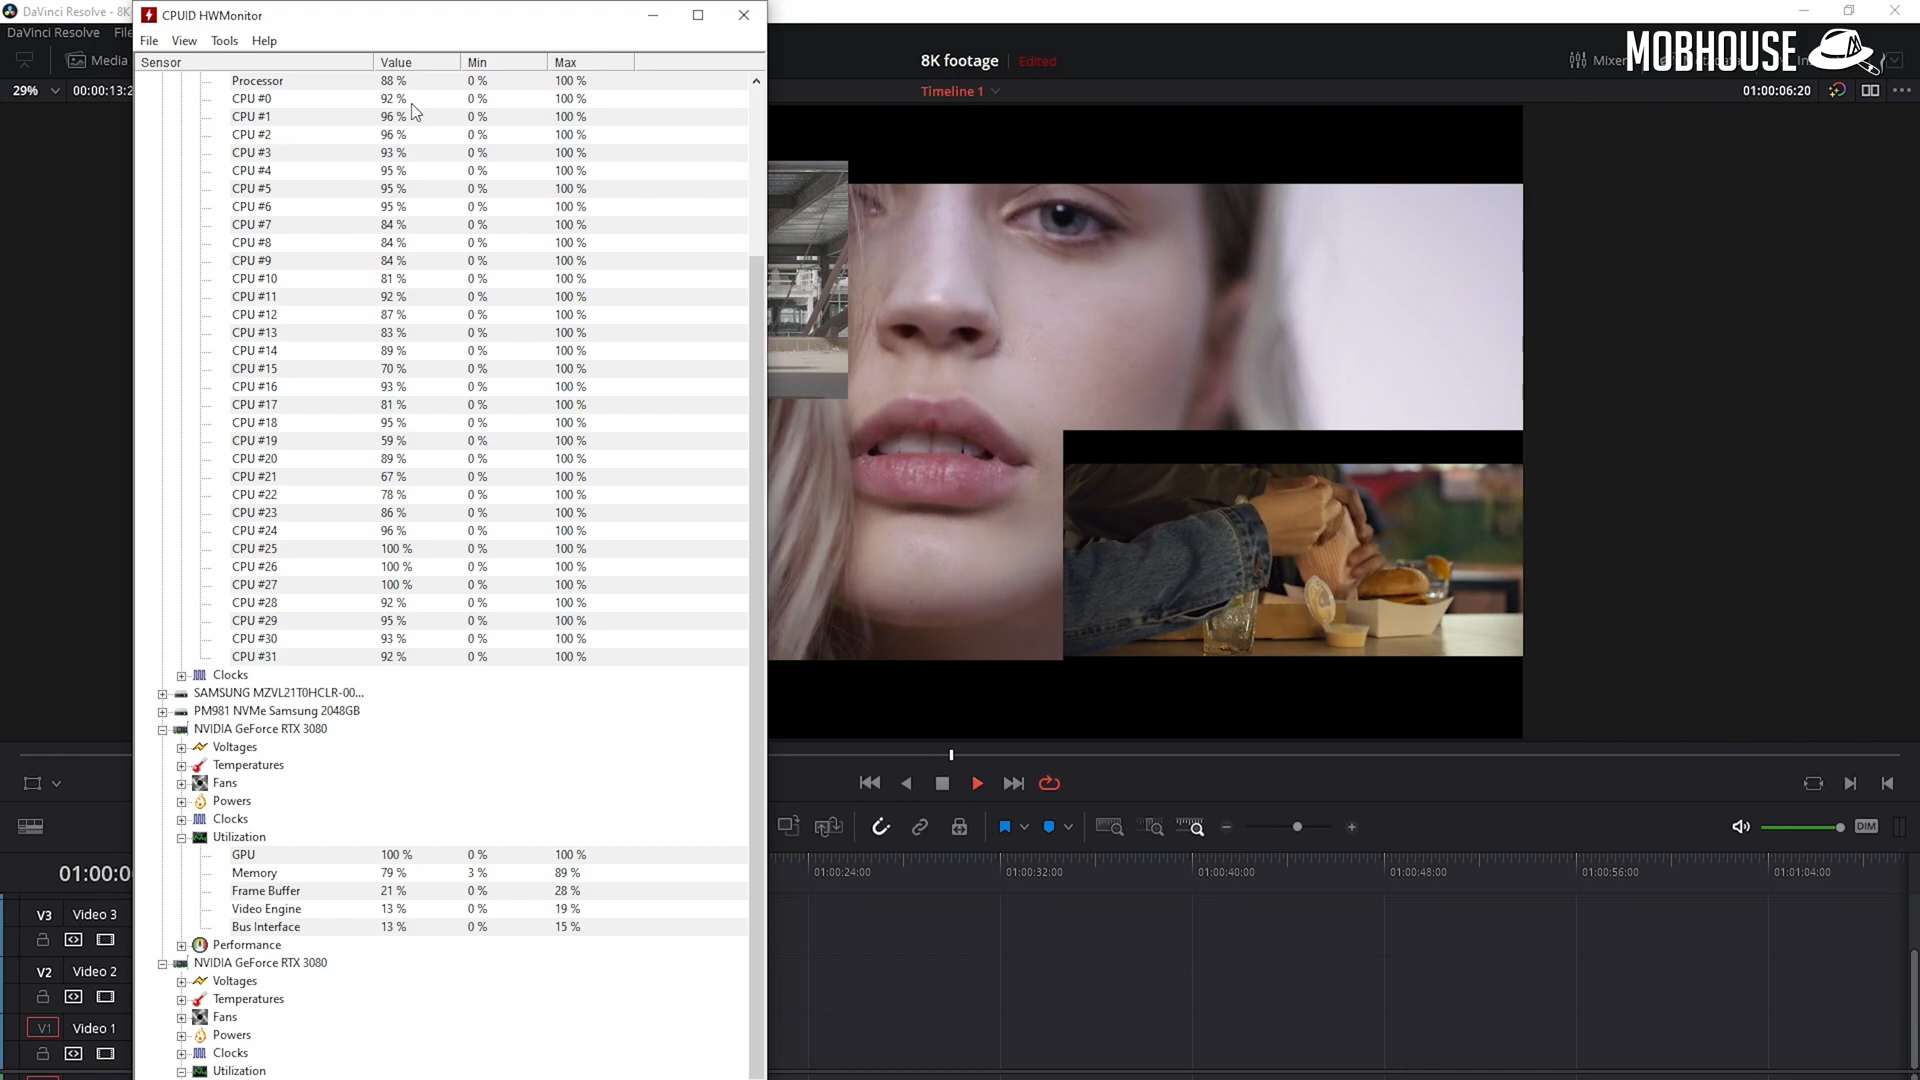 DaVinci Resolve - 8K
CPUID HWMonitor
DaVinci Resolve
File
File
View
Tools
Help
Media
8K footage
Edited
Mixer
MOBHOUSE
Sensor
Value
Min
Max
29%
00:00:13:2
Timeline 1
01:00:06:20
Processor 88 % 0 % 100 %
CPU #0 92 % 0 % 100 %
CPU #1 96 % 0 % 100 %
CPU #2 96 % 0 % 100 %
CPU #3 93 % 0 % 100 %
CPU #4 95 % 0 % 100 %
CPU #5 95 % 0 % 100 %
CPU #6 95 % 0 % 100 %
CPU #7 84 % 0 % 100 %
CPU #8 84 % 0 % 100 %
CPU #9 84 % 0 % 100 %
CPU #10 81 % 0 % 100 %
CPU #11 92 % 0 % 100 %
CPU #12 87 % 0 % 100 %
CPU #13 83 % 0 % 100 %
CPU #14 89 % 0 % 100 %
CPU #15 70 % 0 % 100 %
CPU #16 93 % 0 % 100 %
CPU #17 81 % 0 % 100 %
CPU #18 95 % 0 % 100 %
CPU #19 59 % 0 % 100 %
CPU #20 89 % 0 % 100 %
CPU #21 67 % 0 % 100 %
CPU #22 78 % 0 % 100 %
CPU #23 86 % 0 % 100 %
CPU #24 96 % 0 % 100 %
CPU #25 100 % 0 % 100 %
CPU #26 100 % 0 % 100 %
CPU #27 100 % 0 % 100 %
CPU #28 92 % 0 % 100 %
CPU #29 95 % 0 % 100 %
CPU #30 93 % 0 % 100 %
CPU #31 92 % 0 % 100 %
Clocks
SAMSUNG MZVL21T0HCLR-00...
PM981 NVMe Samsung 2048GB
NVIDIA GeForce RTX 3080
Voltages
Temperatures
Fans
Powers
Clocks
Utilization
GPU 100 % 0 % 100 %
Memory 79 % 3 % 89 %
Frame Buffer 21 % 0 % 28 %
Video Engine 13 % 0 % 19 %
Bus Interface 13 % 0 % 15 %
Performance
NVIDIA GeForce RTX 3080
Voltages
Temperatures
Fans
Powers
Clocks
Utilization
DIM
01:00:0
01:00:24:00
01:00:32:00
01:00:40:00
01:00:48:00
01:00:56:00
01:01:04:00
V3 Video 3
V2 Video 2
V1 Video 1